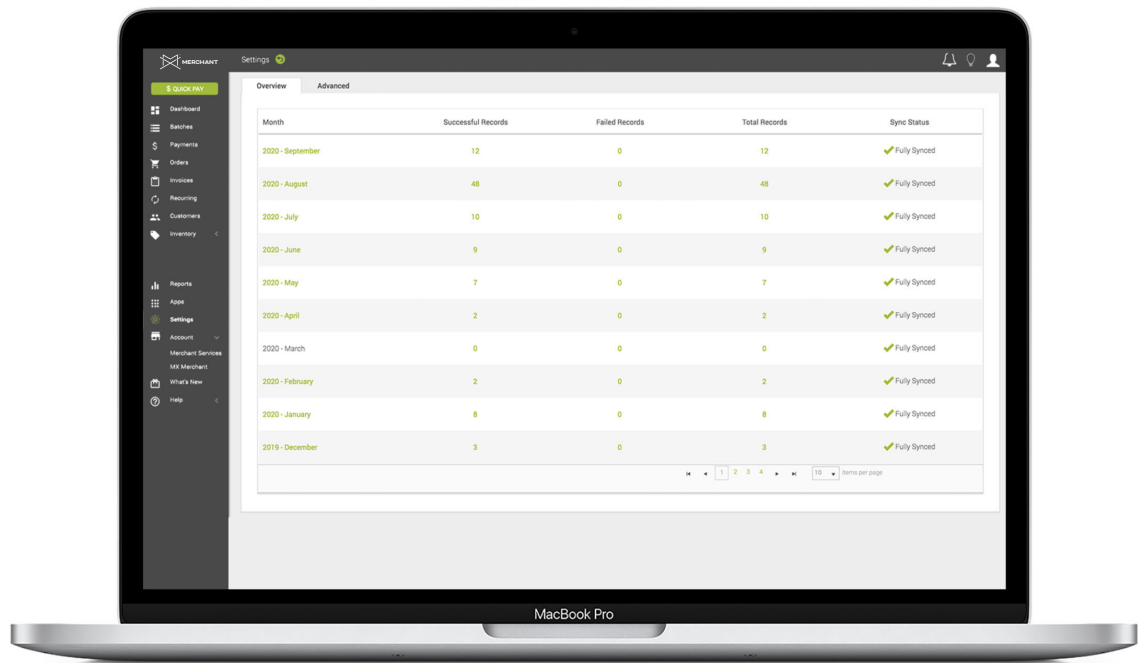 MERCHANT
Settings
$ QUICK PAY
Dashboard
Batches
Payments
Orders
Invoices
Recurring
Customers
Inventory
Reports
Apps
Settings
Account
Merchant Services
MX Merchant
What's New
Help
Overview Advanced
Month Successful Records Failed Records Total Records Sync Status
2020 - September 12 0 12 Fully Synced
2020 - August 48 0 48 Fully Synced
2020 - July 10 0 10 Fully Synced
2020 - June 9 0 9 Fully Synced
2020 - May 7 0 7 Fully Synced
2020 - April 2 0 2 Fully Synced
2020 - March 0 0 0 Fully Synced
2020 - February 2 0 2 Fully Synced
2020 - January 8 0 8 Fully Synced
2019 - December 3 0 3 Fully Synced
1 2 3 4 10 items per page
MacBook Pro